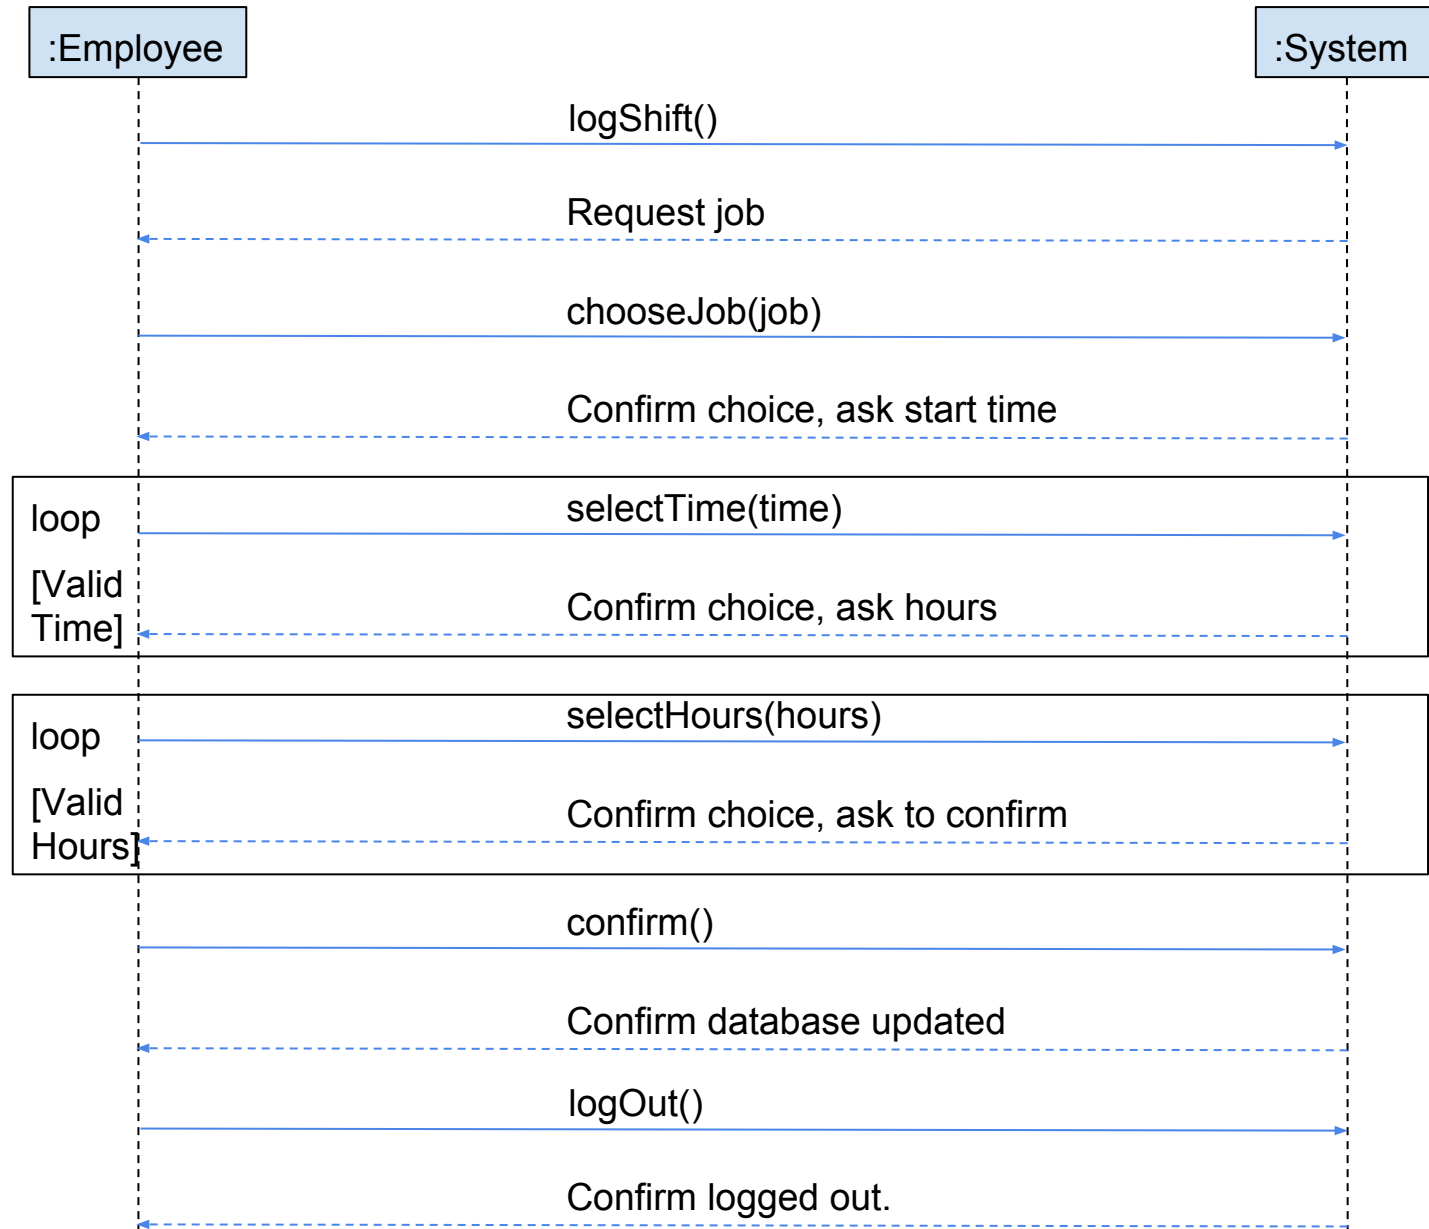 :Employee
:System
logShift()
Request job
chooseJob(job)
Confirm choice, ask start time
loop
selectTime(time)
[Valid
Time]
Confirm choice, ask hours
loop
selectHours(hours)
[Valid
Hours]
Confirm choice, ask to confirm
confirm()
Confirm database updated
logOut()
Confirm logged out.